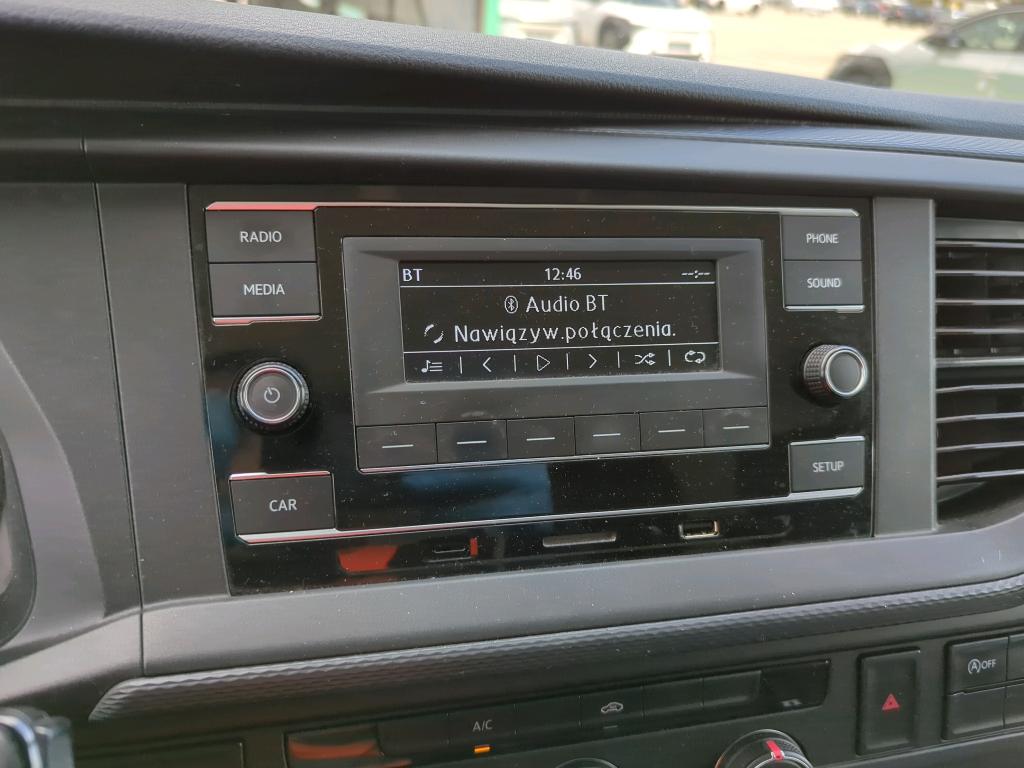 RADIO
MEDIA
PHONE
SOUND
BT 12:46 --:--
Audio BT
Nawiązyw.połączenia.
CAR
SETUP
A/C
A OFF